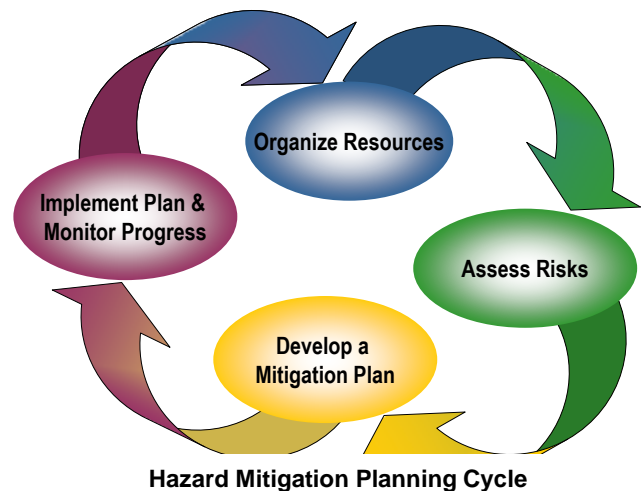 Organize Resources
Implement Plan &
Monitor Progress
Assess Risks
Develop a
Mitigation Plan
Hazard Mitigation Planning Cycle